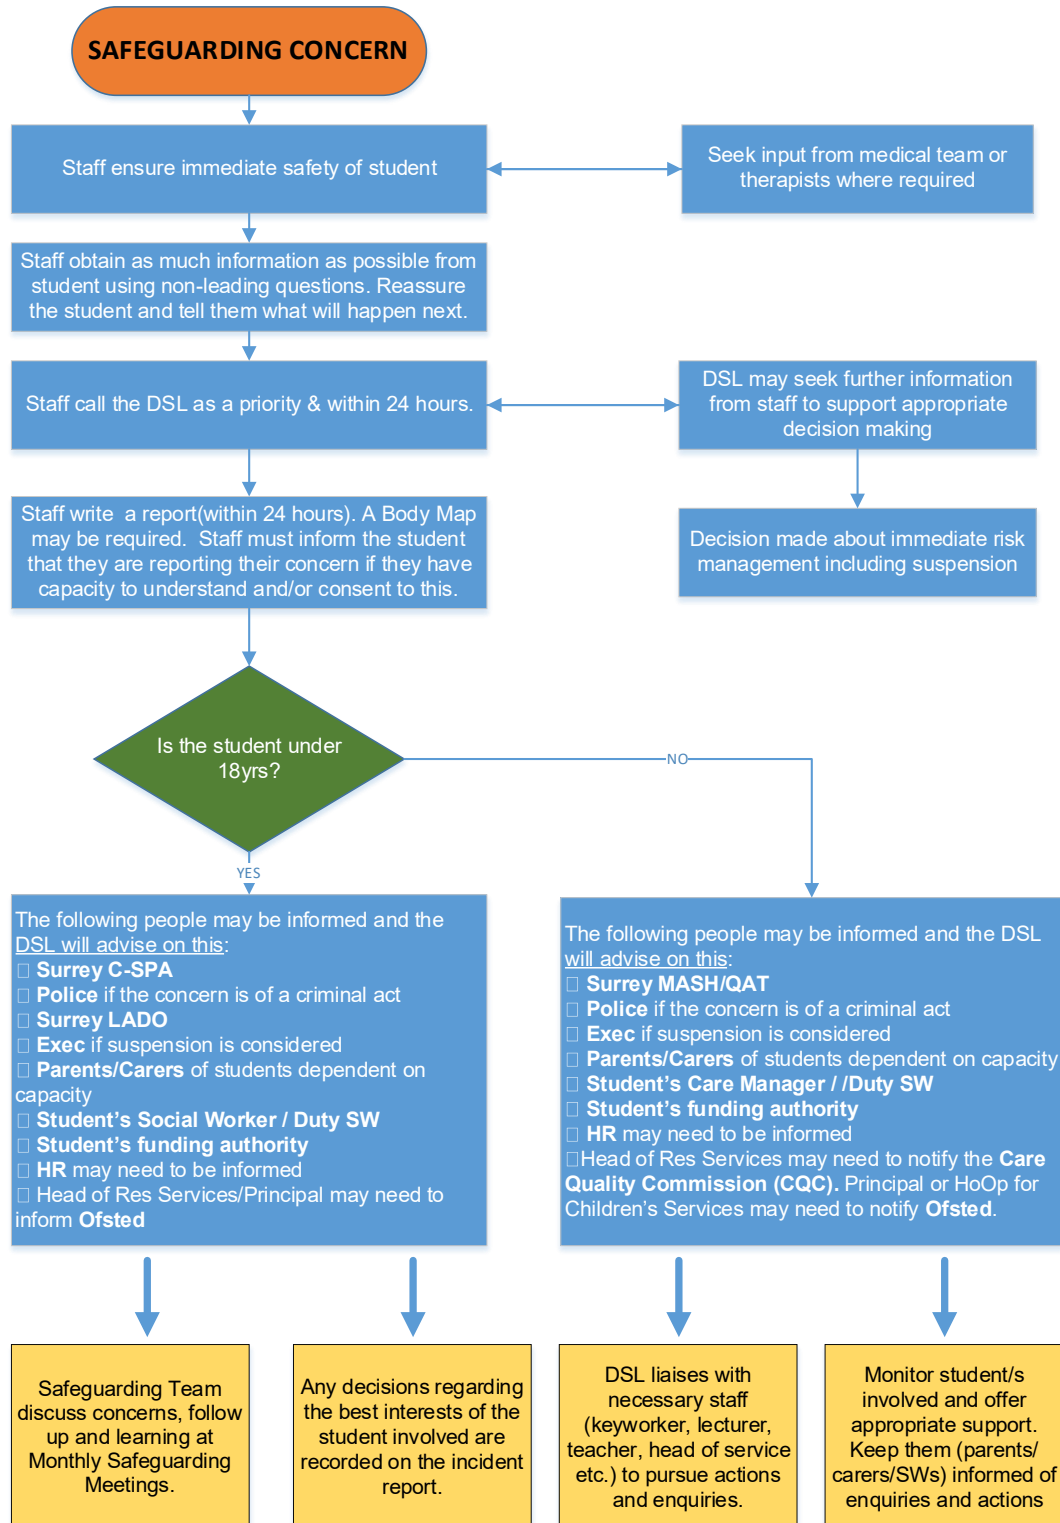 SAFEGUARDING CONCERN
Staff ensure immediate safety of student
Seek input from medical team or
therapists where required
Staff obtain as much information as possible from
student using non-leading questions. Reassure
the student and tell them what will happen next.
Staff call the DSL as a priority & within 24 hours.
DSL may seek further information
from staff to support appropriate
decision making
Staff write  a report(within 24 hours). A Body Map
may be required.  Staff must inform the student
that they are reporting their concern if they have
capacity to understand and/or consent to this.
Decision made about immediate risk
management including suspension
Is the student under
18yrs?
NO
YES
The following people may be informed and the
DSL will advise on this:
□ Surrey C-SPA
□ Police if the concern is of a criminal act
□ Surrey LADO
□ Exec if suspension is considered
□ Parents/Carers of students dependent on
capacity
□ Student’s Social Worker / Duty SW
□ Student’s funding authority
□ HR may need to be informed
□ Head of Res Services/Principal may need to
inform Ofsted
The following people may be informed and the DSL
will advise on this:
□ Surrey MASH/QAT
□ Police if the concern is of a criminal act
□ Exec if suspension is considered
□ Parents/Carers of students dependent on capacity
□ Student’s Care Manager / /Duty SW
□ Student’s funding authority
□ HR may need to be informed
□Head of Res Services may need to notify the Care
Quality Commission (CQC). Principal or HoOp for
Children’s Services may need to notify Ofsted.
Safeguarding Team
discuss concerns, follow
up and learning at
Monthly Safeguarding
Meetings.
Any decisions regarding
the best interests of the
student involved are
recorded on the incident
report.
DSL liaises with
necessary staff
(keyworker, lecturer,
teacher, head of service
etc.) to pursue actions
and enquiries.
Monitor student/s
involved and offer
appropriate support.
Keep them (parents/
carers/SWs) informed of
enquiries and actions